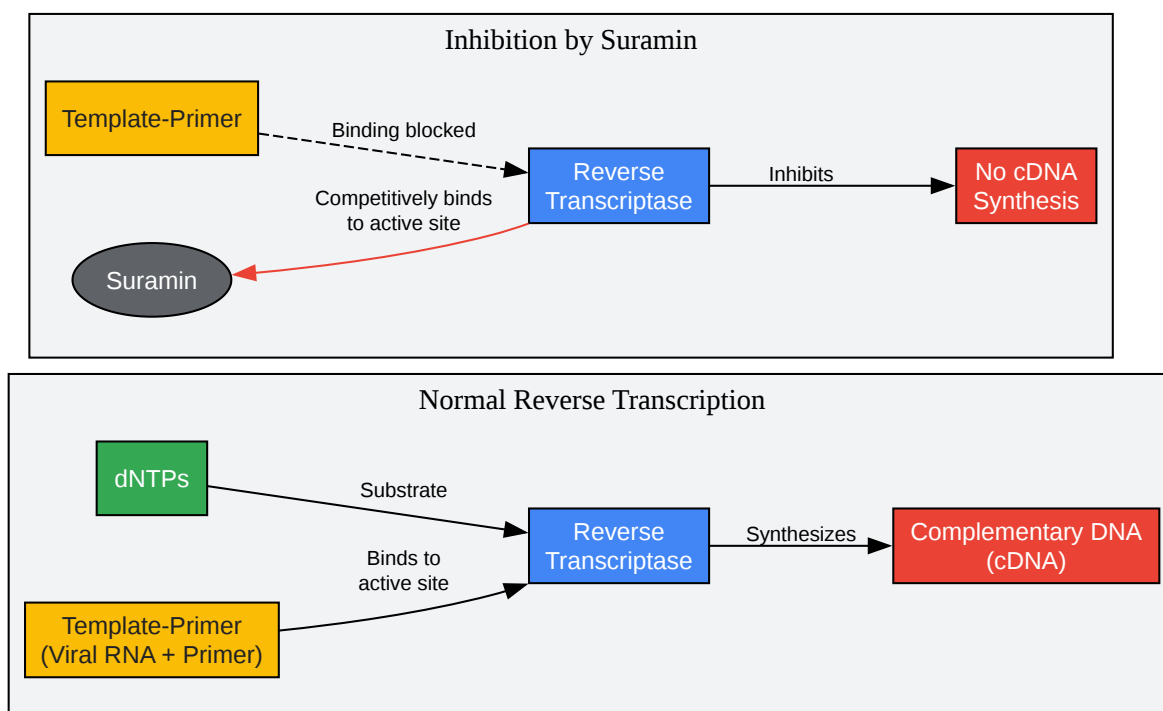 Inhibition by Suramin
Template-Primer
Binding blocked
Reverse
Transcriptase
Inhibits
No cDNA
Synthesis
Competitively binds
to active site
Suramin
Normal Reverse Transcription
dNTPs
Substrate
Reverse
Transcriptase
Synthesizes
Complementary DNA
(cDNA)
Binds to
active site
Template-Primer
(Viral RNA + Primer)